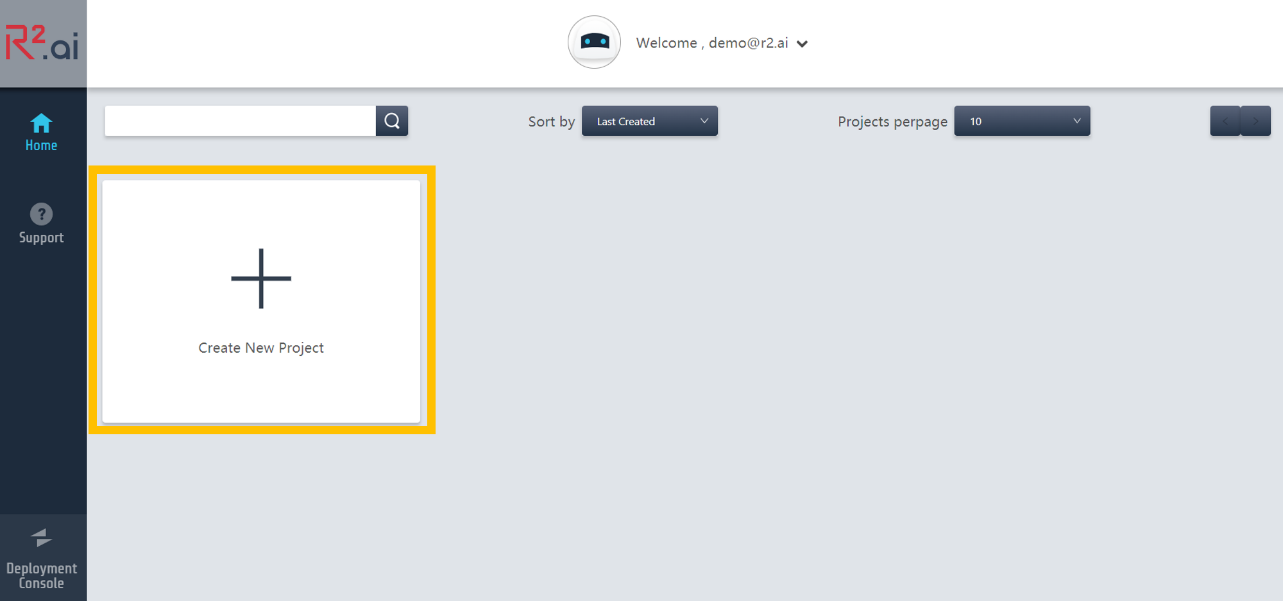 R2.ai
Welcome , demo@r2.ai
Sort by
Last Created
Projects perpage
10
Home
?
Support
Create New Project
Deployment
Console